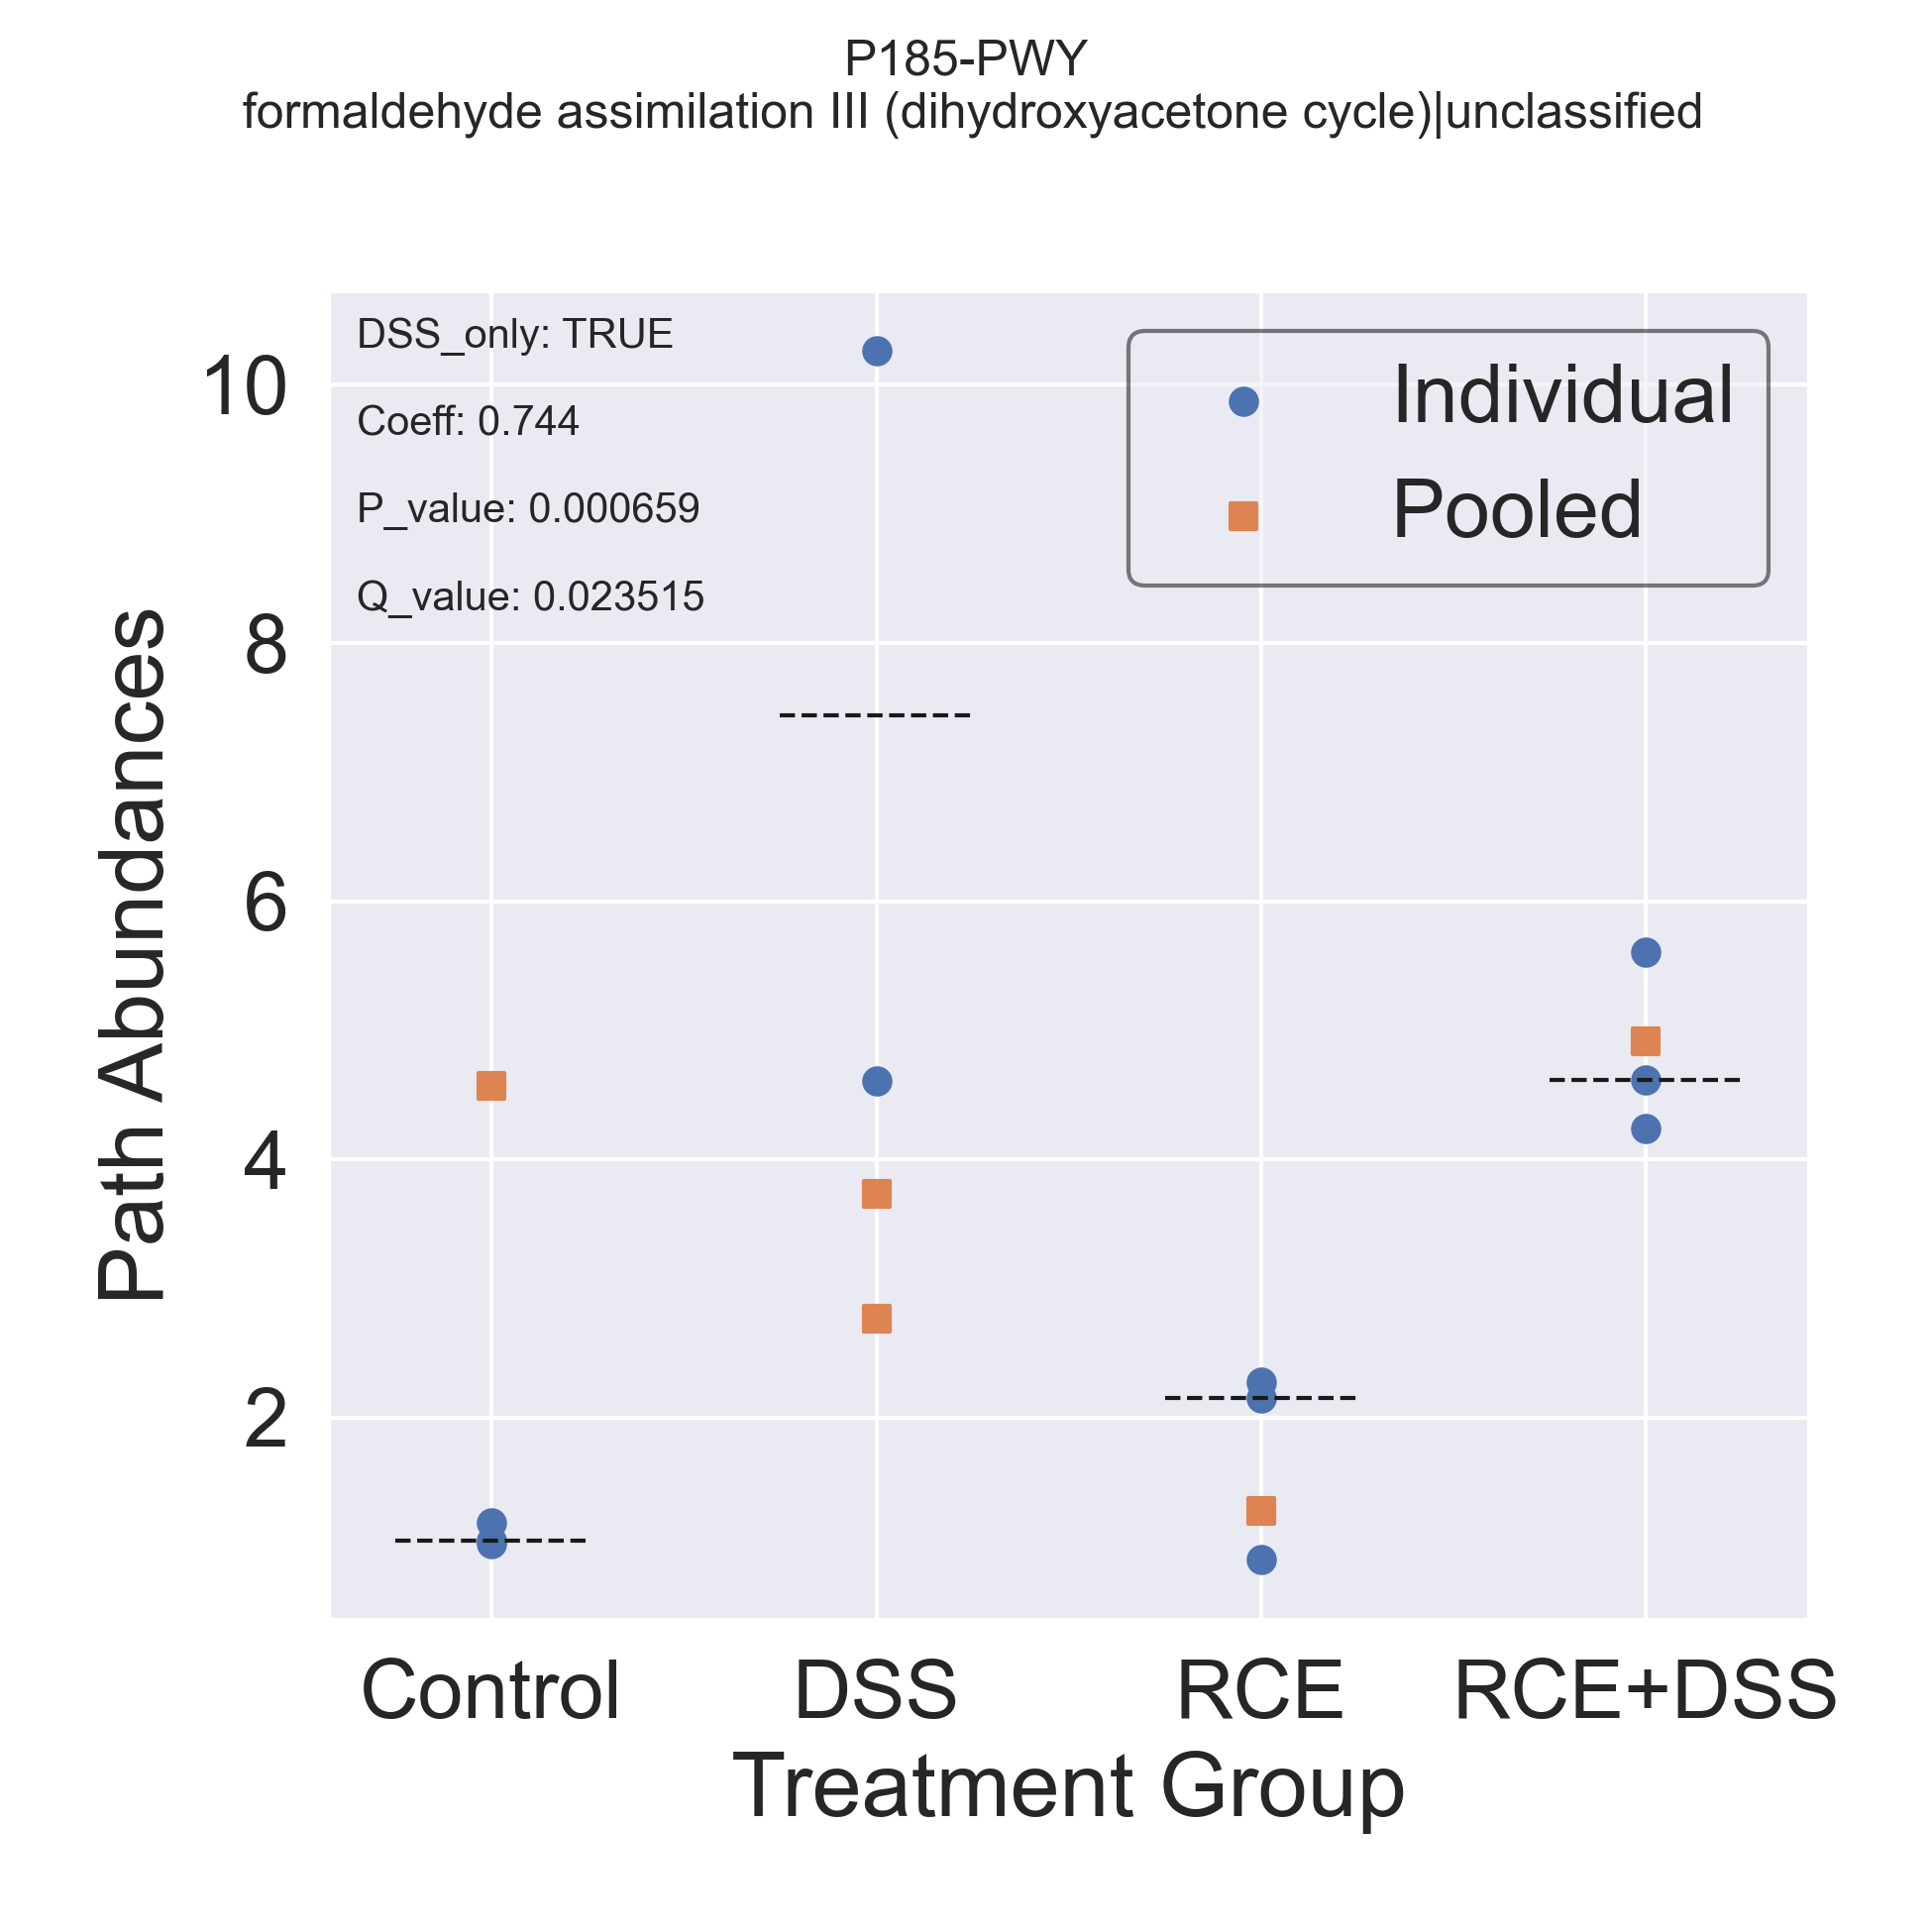 P185-PWY
formaldehyde assimilation III (dihydroxyacetone cycle)|unclassified
DSS_only: TRUE
Coeff: 0.744
P_value: 0.000659
Q_value: 0.023515
Individual
Pooled
Path Abundances
10
8
6
4
2
Control DSS RCE RCE+DSS
Treatment Group